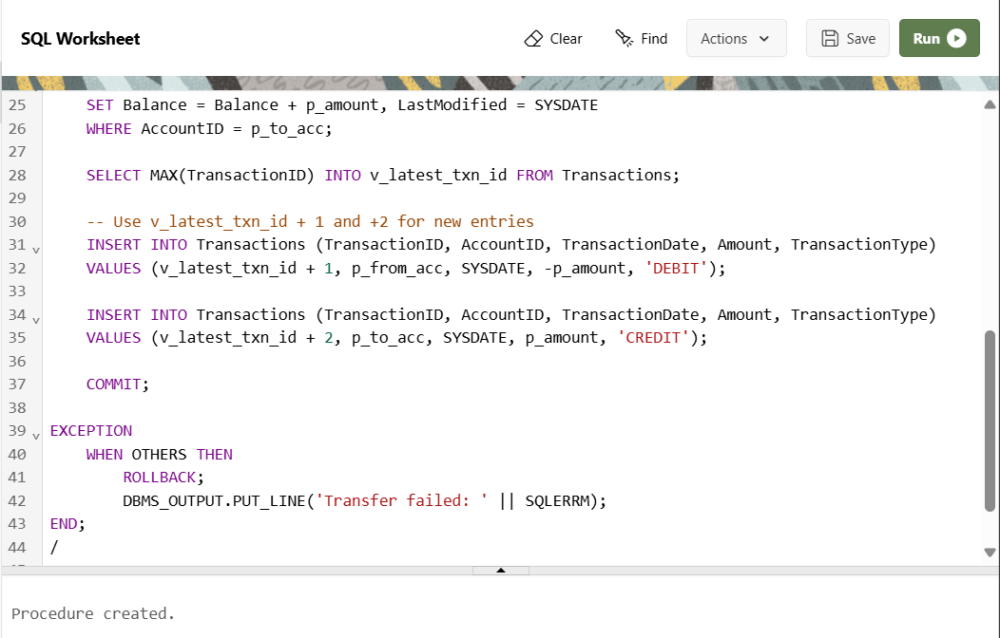 SQL Worksheet
Clear
Find
Actions
Save
Run
25 SET Balance = Balance + p_amount, LastModified = SYSDATE
26 WHERE AccountID = p_to_acc;
27
28 SELECT MAX(TransactionID) INTO v_latest_txn_id FROM Transactions;
29
30 -- Use v_latest_txn_id + 1 and +2 for new entries
31 INSERT INTO Transactions (TransactionID, AccountID, TransactionDate, Amount, TransactionType)
32 VALUES (v_latest_txn_id + 1, p_from_acc, SYSDATE, -p_amount, 'DEBIT');
33
34 INSERT INTO Transactions (TransactionID, AccountID, TransactionDate, Amount, TransactionType)
35 VALUES (v_latest_txn_id + 2, p_to_acc, SYSDATE, p_amount, 'CREDIT');
36
37 COMMIT;
38
39 EXCEPTION
40 WHEN OTHERS THEN
41 ROLLBACK;
42 DBMS_OUTPUT.PUT_LINE('Transfer failed: ' || SQLERRM);
43 END;
44 /
Procedure created.